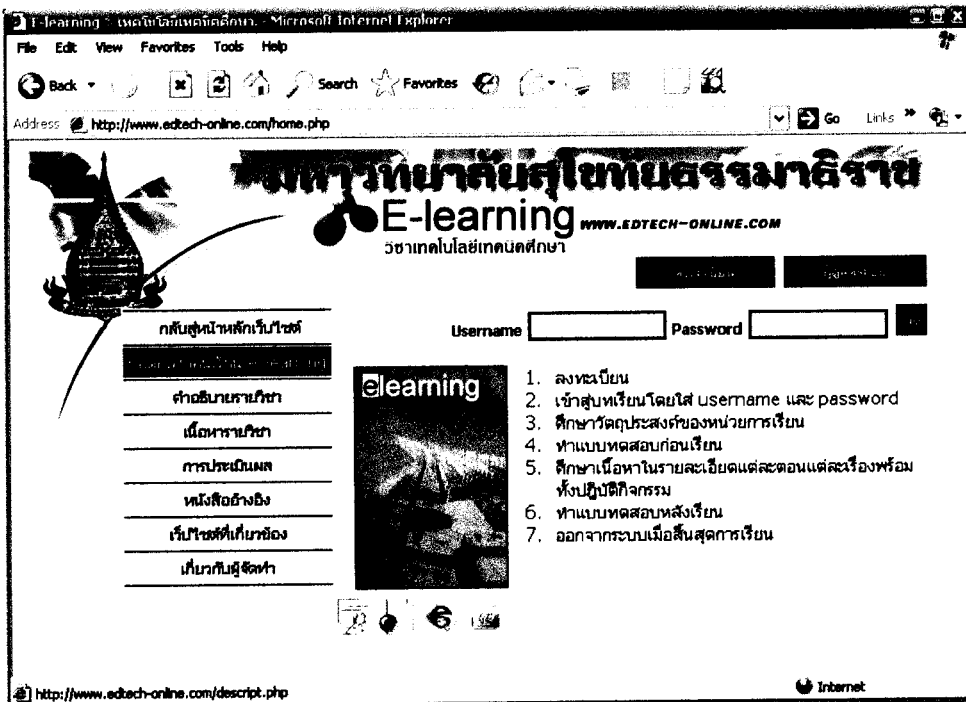 E-learning : เทคโนโลยีเทคนิคศึกษา. - Microsoft Internet Explorer
File Edit View Favorites Tools Help
Back Search Favorites
Address http://www.edtech-online.com/home.php Go Links »
มหาวิทยาลัยสุโขทัยธรรมาธิราช
E-learning WWW.EDTECH-ONLINE.COM
วิชาเทคโนโลยีเทคนิคศึกษา
Username Password
กลับสู่หน้าหลักเว็บไซต์
คำอธิบายรายวิชา
เนื้อหารายวิชา
การประเมินผล
หนังสืออ้างอิง
เว็บไซต์ที่เกี่ยวข้อง
เกี่ยวกับผู้จัดทำ
elearning
1. ลงทะเบียน
2. เข้าสู่บทเรียนโดยใส่ username และ password
3. ศึกษาวัตถุประสงค์ของหน่วยการเรียน
4. ทำแบบทดสอบก่อนเรียน
5. ศึกษาเนื้อหาในรายละเอียดแต่ละตอนแต่ละเรื่องพร้อม
ทั้งปฏิบัติกิจกรรม
6. ทำแบบทดสอบหลังเรียน
7. ออกจากระบบเมื่อสิ้นสุดการเรียน
http://www.edtech-online.com/descript.php Internet